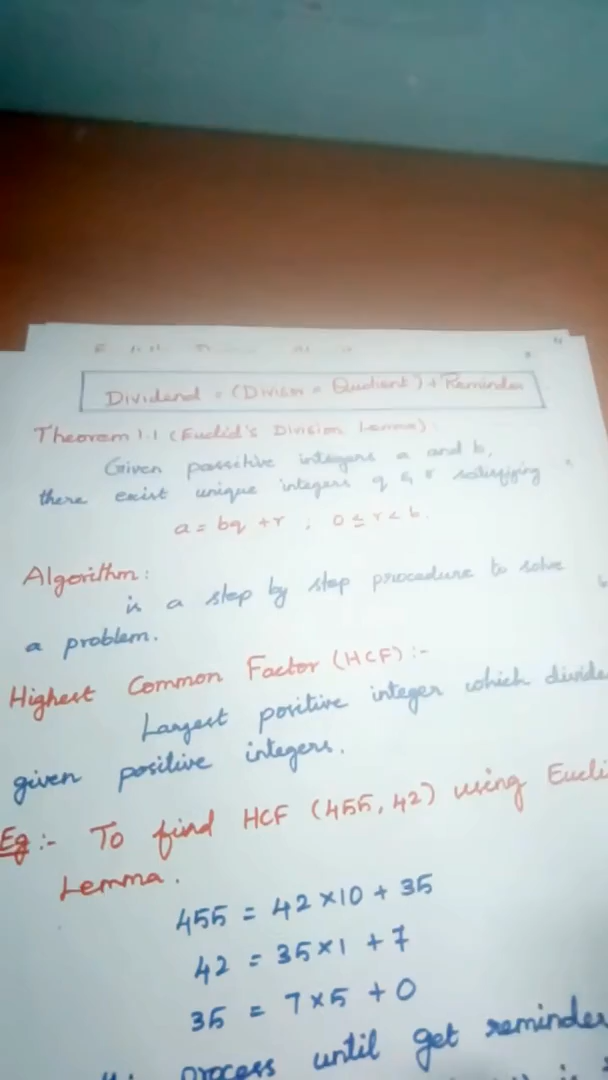 Dividend = (Divisor × Quotient) + Reminder
Theorem 1.1 (Euclid's Division Lemma):
Given possitive integers a and b,
there exist unique integers q & r satisfying
a = bq + r ; 0 ≤ r < b.
Algorithm:
is a step by step procedure to solve
a problem.
Highest Common Factor (HCF) :-
Largest positive integer which divide
given positive integers.
Eg :- To find HCF (455, 42) using Eucli
Lemma.
455 = 42 × 10 + 35
42 = 35 × 1 + 7
35 = 7 × 5 + 0
process until get reminder